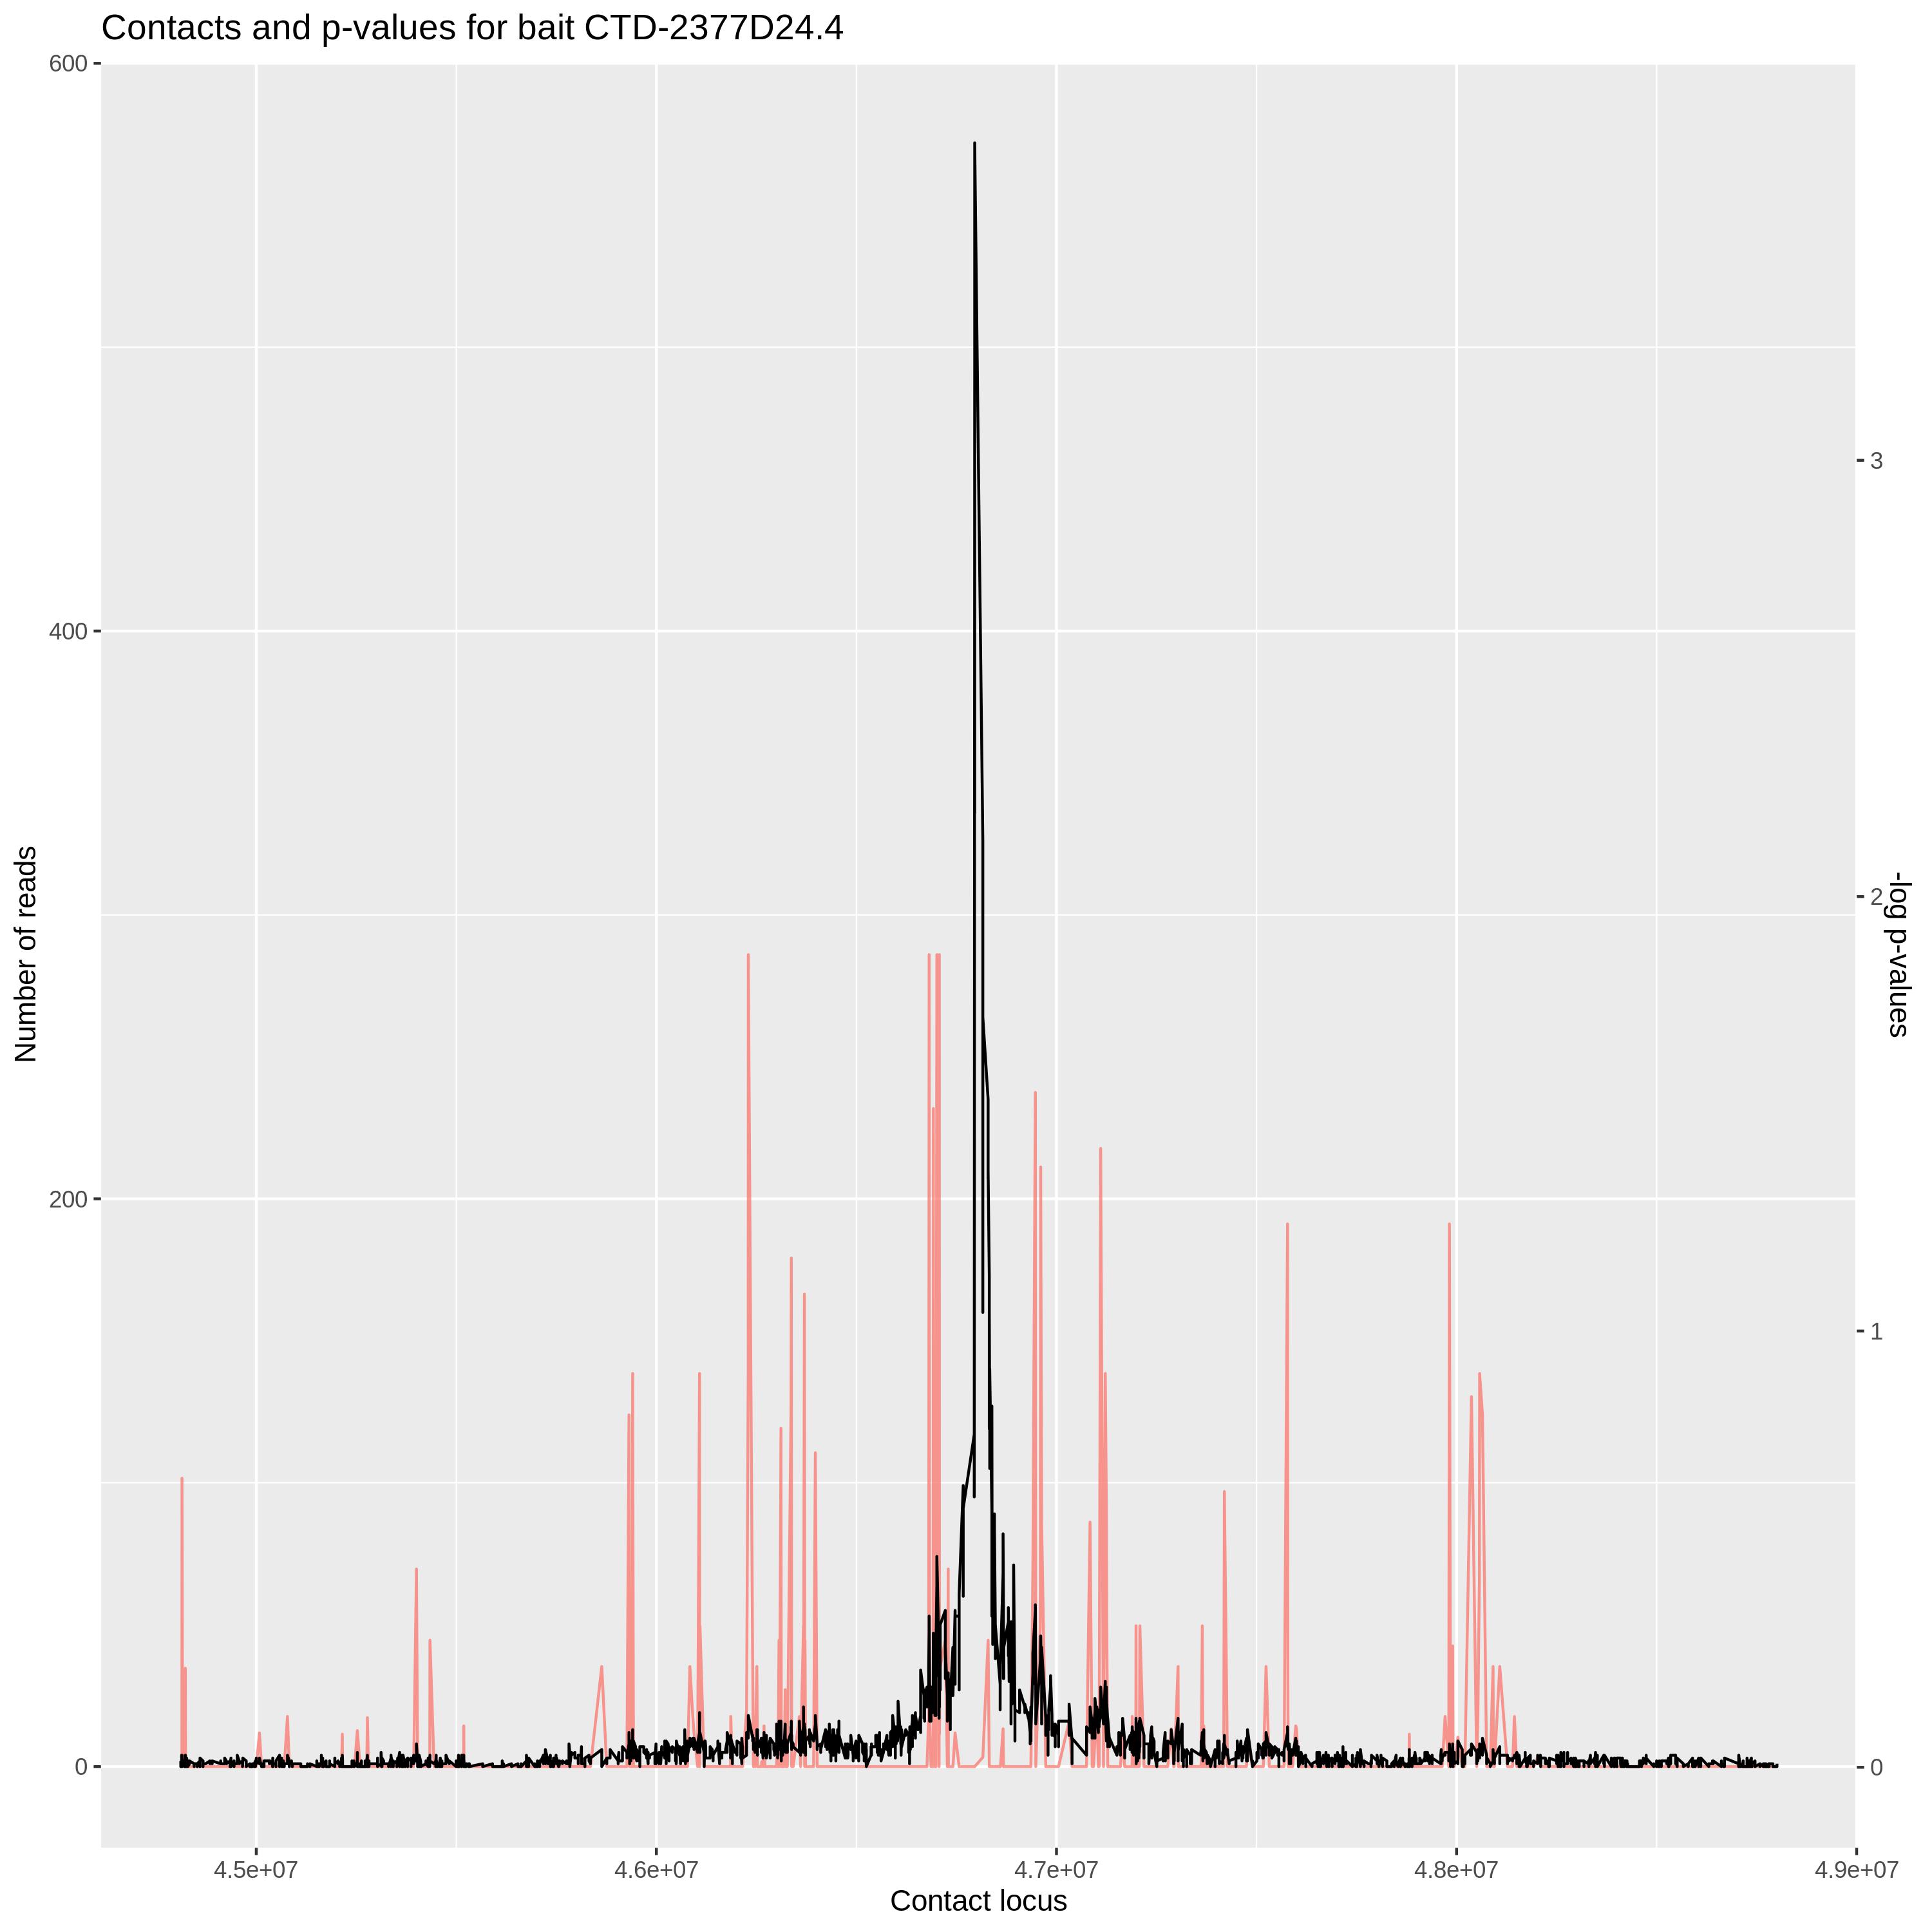 Contacts and p-values for bait CTD-2377D24.4
600
400
200
0
Number of reads
3
2
1
0
-log p-values
4.5e+07 4.6e+07 4.7e+07 4.8e+07 4.9e+07
Contact locus